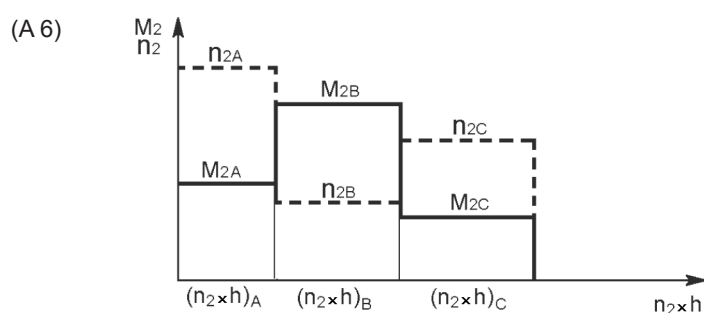 (A 6)
M2
n2
n2A
M2A
M2B
n2B
n2C
M2C
(n2×h)A
(n2×h)B
(n2×h)C
n2×h